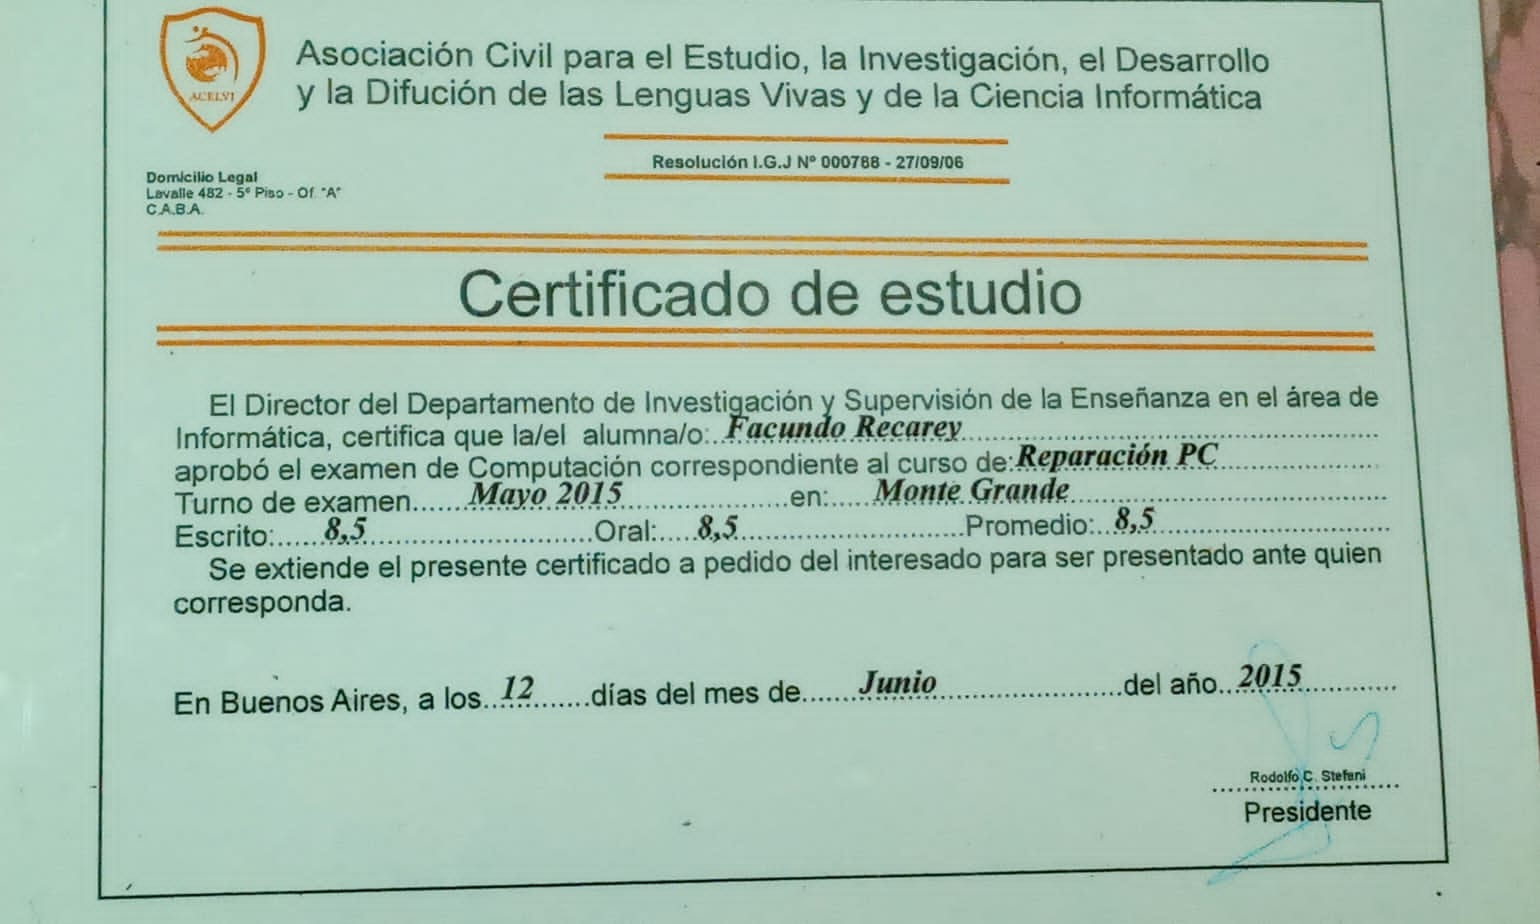 ACELVI
Asociación Civil para el Estudio, la Investigación, el Desarrollo
y la Difución de las Lenguas Vivas y de la Ciencia Informática
Resolución I.G.J Nº 000788 - 27/09/06
Domicilio Legal
Lavalle 482 - 5º Piso - Of. "A"
C.A.B.A.
Certificado de estudio
El Director del Departamento de Investigación y Supervisión de la Enseñanza en el área de
Informática, certifica que la/el alumna/o: Facundo Recarey
aprobó el examen de Computación correspondiente al curso de: Reparación PC
Turno de examen Mayo 2015 en: Monte Grande
Escrito: 8,5 Oral: 8,5 Promedio: 8,5
Se extiende el presente certificado a pedido del interesado para ser presentado ante quien
corresponda.
En Buenos Aires, a los 12 días del mes de Junio del año 2015
Rodolfo C. Stefani
Presidente